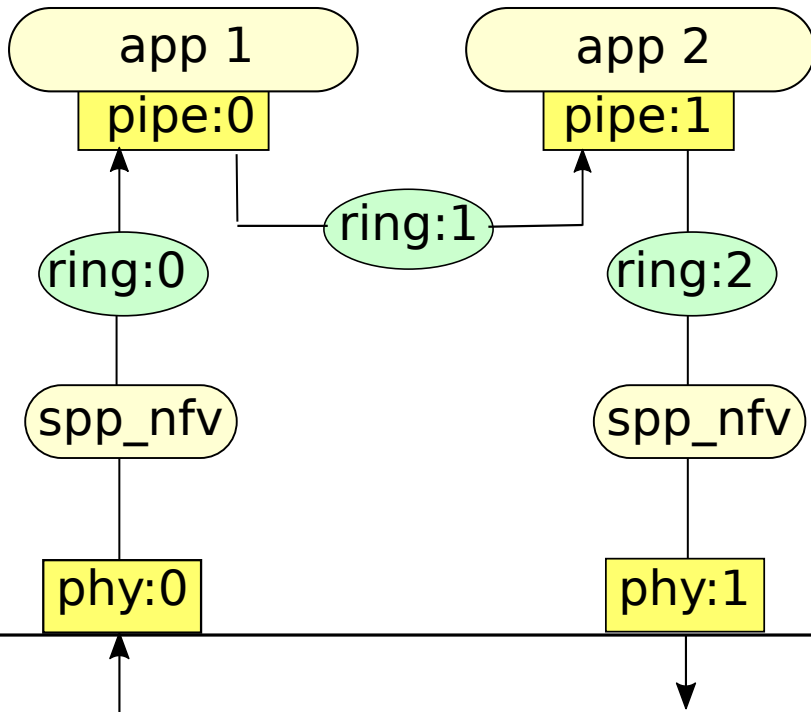 app 1
app 2
pipe:0
pipe:1
ring:1
ring:0
ring:2
spp_nfv
spp_nfv
phy:0
phy:1